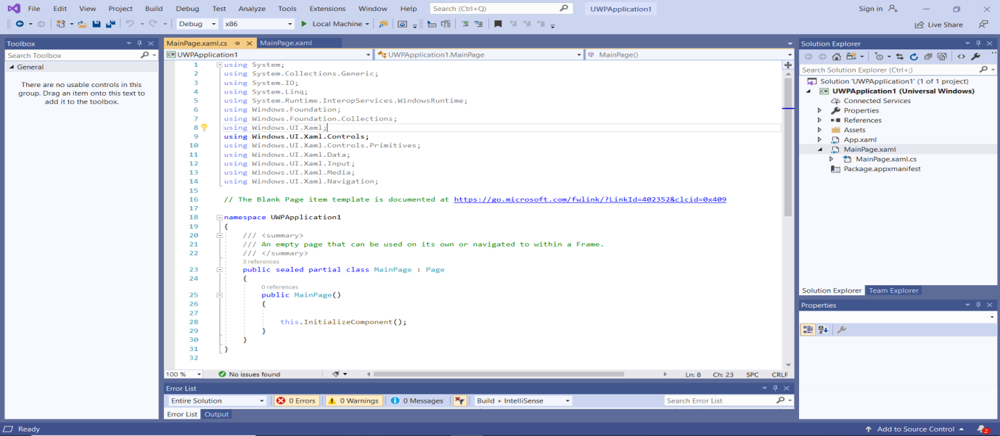 File Edit View Project Build Debug Test Analyze Tools Extensions Window Help Search (Ctrl+Q) UWPApplication1 Sign in
Debug x86 Local Machine Live Share
Toolbox
Search Toolbox
General
There are no usable controls in this
group. Drag an item onto this text to
add it to the toolbox.
MainPage.xaml.cs MainPage.xaml
UWPApplication1 UWPApplication1.MainPage MainPage()
1 using System;
2 using System.Collections.Generic;
3 using System.IO;
4 using System.Linq;
5 using System.Runtime.InteropServices.WindowsRuntime;
6 using Windows.Foundation;
7 using Windows.Foundation.Collections;
8 using Windows.UI.Xaml;
9 using Windows.UI.Xaml.Controls;
10 using Windows.UI.Xaml.Controls.Primitives;
11 using Windows.UI.Xaml.Data;
12 using Windows.UI.Xaml.Input;
13 using Windows.UI.Xaml.Media;
14 using Windows.UI.Xaml.Navigation;
15
16 // The Blank Page item template is documented at https://go.microsoft.com/fwlink/?LinkId=402352&clcid=0x409
17
18 namespace UWPApplication1
19 {
20 /// <summary>
21 /// An empty page that can be used on its own or navigated to within a Frame.
22 /// </summary>
3 references
23 public sealed partial class MainPage : Page
24 {
0 references
25 public MainPage()
26 {
27
28 this.InitializeComponent();
29 }
30 }
31 }
32
100 % No issues found Ln: 8 Ch: 23 SPC CRLF
Error List
Entire Solution 0 Errors 0 Warnings 0 Messages Build + IntelliSense Search Error List
Error List Output
Solution Explorer
Search Solution Explorer (Ctrl+;)
Solution 'UWPApplication1' (1 of 1 project)
C# UWPApplication1 (Universal Windows)
Connected Services
Properties
References
Assets
App.xaml
MainPage.xaml
MainPage.xaml.cs
Package.appxmanifest
Solution Explorer Team Explorer
Properties
Ready Add to Source Control 2